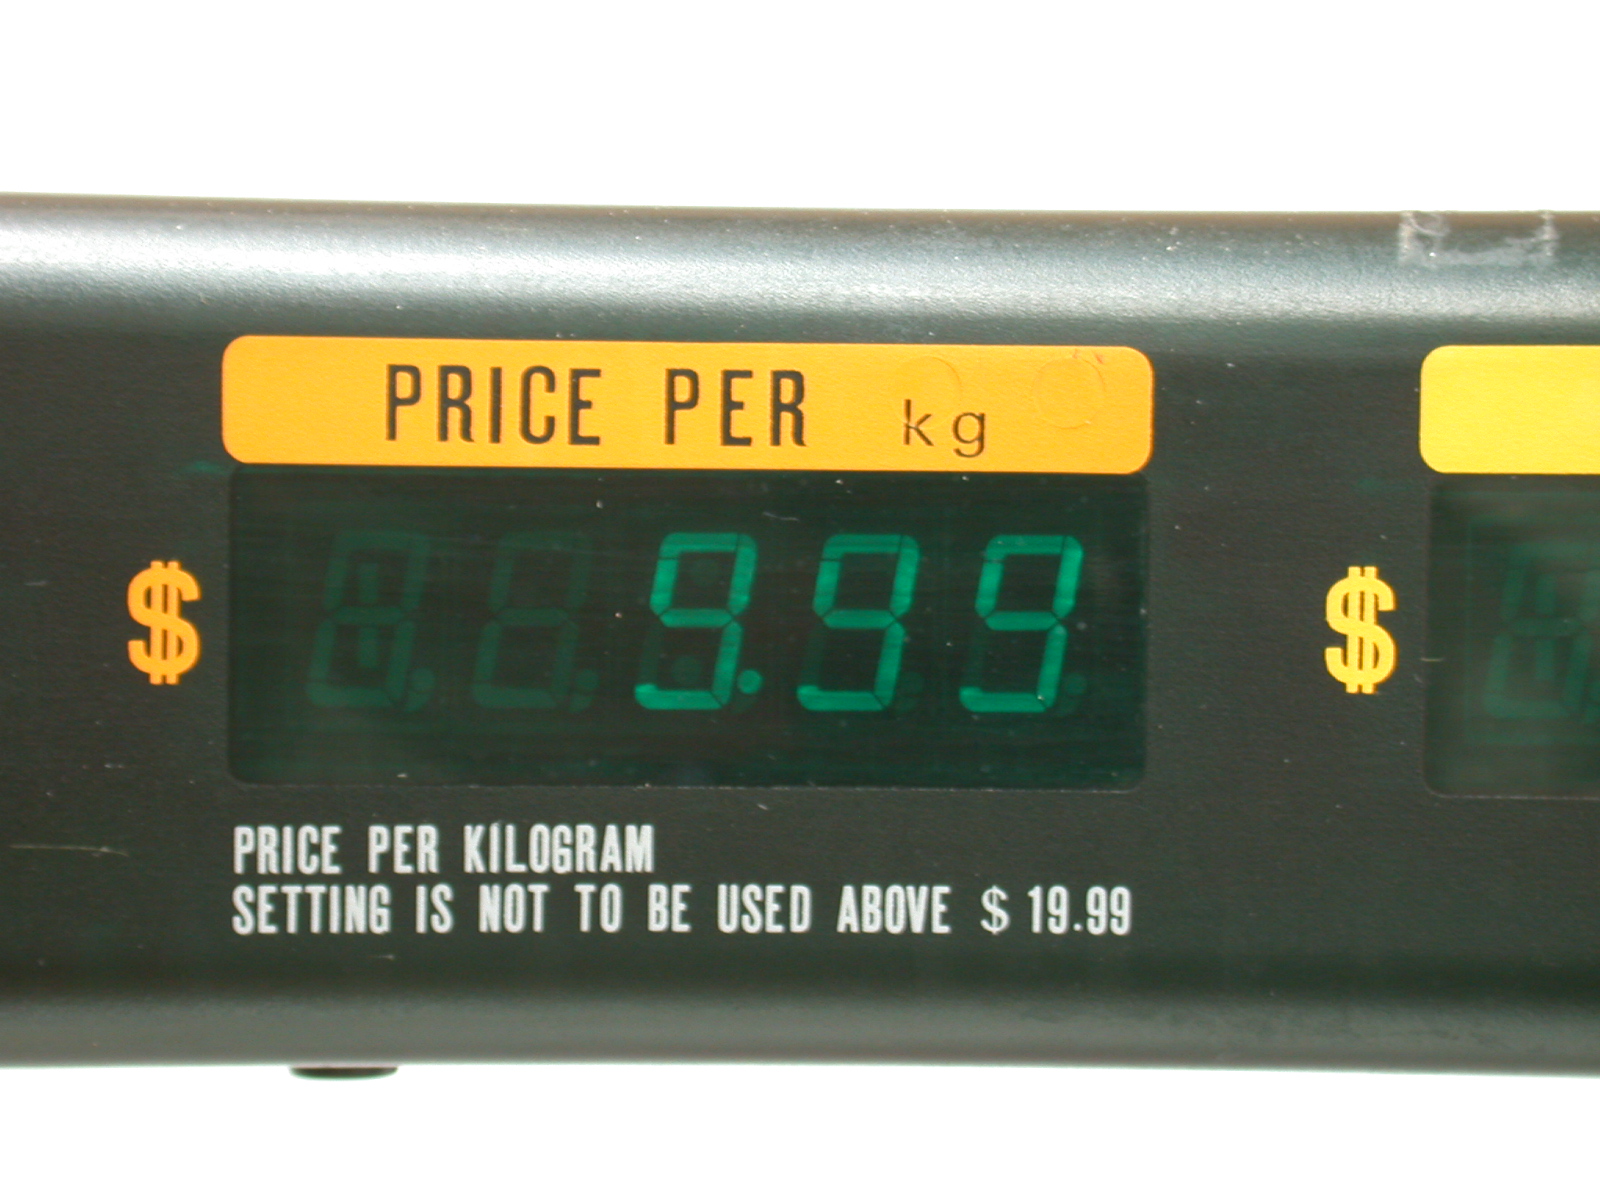 PRICE PER kg
$ 9.99 $
PRICE PER KILOGRAM
SETTING IS NOT TO BE USED ABOVE $ 19.99